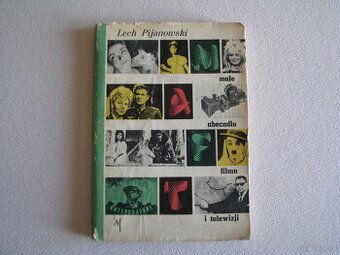 Lech Pijanowski
małe
abecadło
filmu
i telewizji